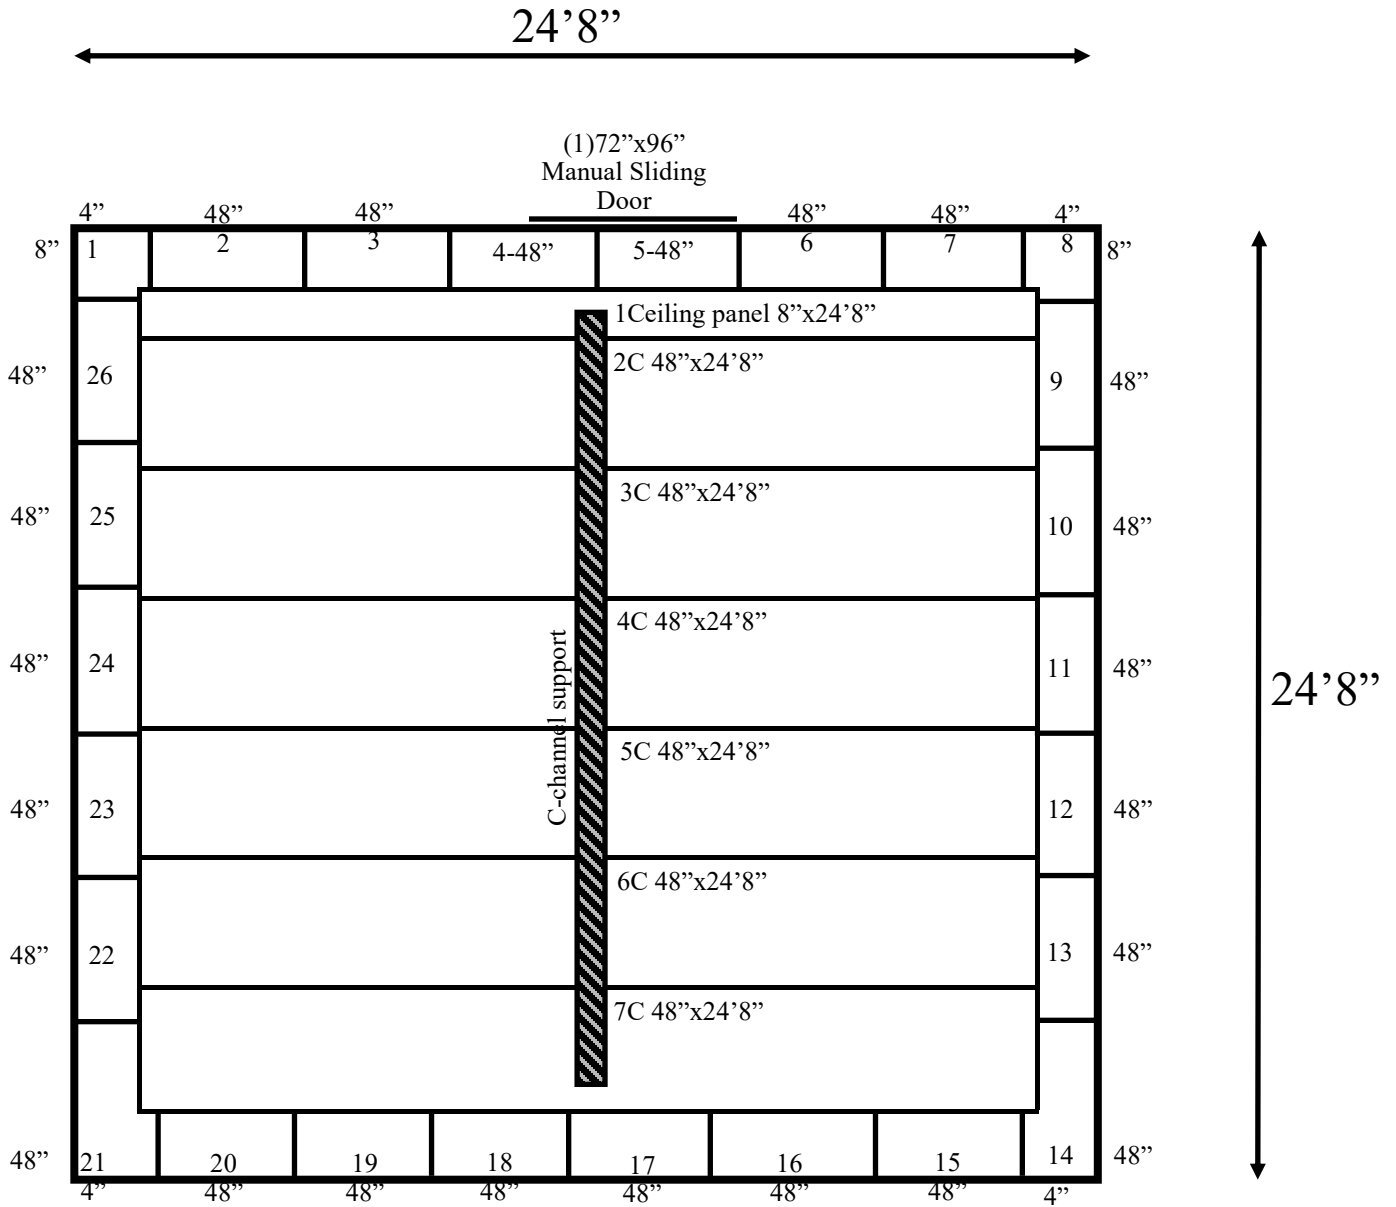 24’8”
(1)72”x96”
Manual Sliding
Door
4” 48” 48” 48” 48” 4”
8” 1 2 3 4-48” 5-48” 6 7 8 8”
1Ceiling panel 8”x24’8”
2C 48”x24’8”
48” 26 9 48”
3C 48”x24’8”
48” 25 10 48”
4C 48”x24’8”
48” 24 11 48”
C-channel support
24’8”
5C 48”x24’8”
48” 23 12 48”
6C 48”x24’8”
48” 22 13 48”
7C 48”x24’8”
48” 21 20 19 18 17 16 15 14 48”
4” 48” 48” 48” 48” 48” 48” 4”